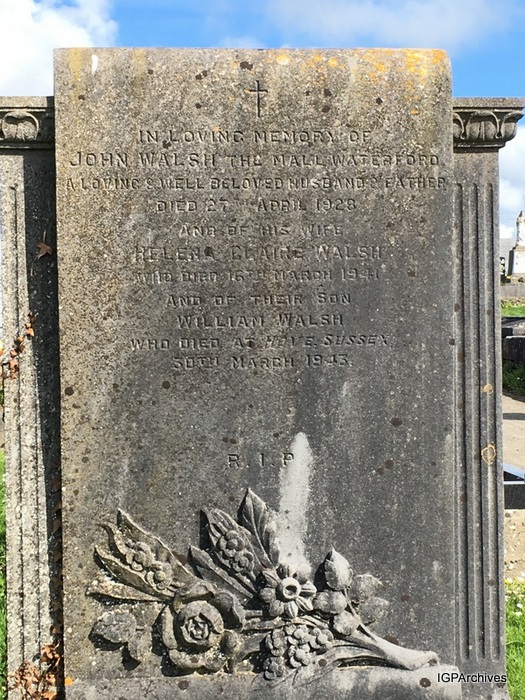 IN LOVING MEMORY OF
JOHN WALSH THE MALL WATERFORD
A LOVING & WELL BELOVED HUSBAND & FATHER
DIED 27TH APRIL 1928
AND OF HIS WIFE
HELENA CLAIRE WALSH
WHO DIED 16TH MARCH 1941
AND OF THEIR SON
WILLIAM WALSH
WHO DIED AT HOVE, SUSSEX,
30TH MARCH 1943.
R.I.P.
IGPArchives